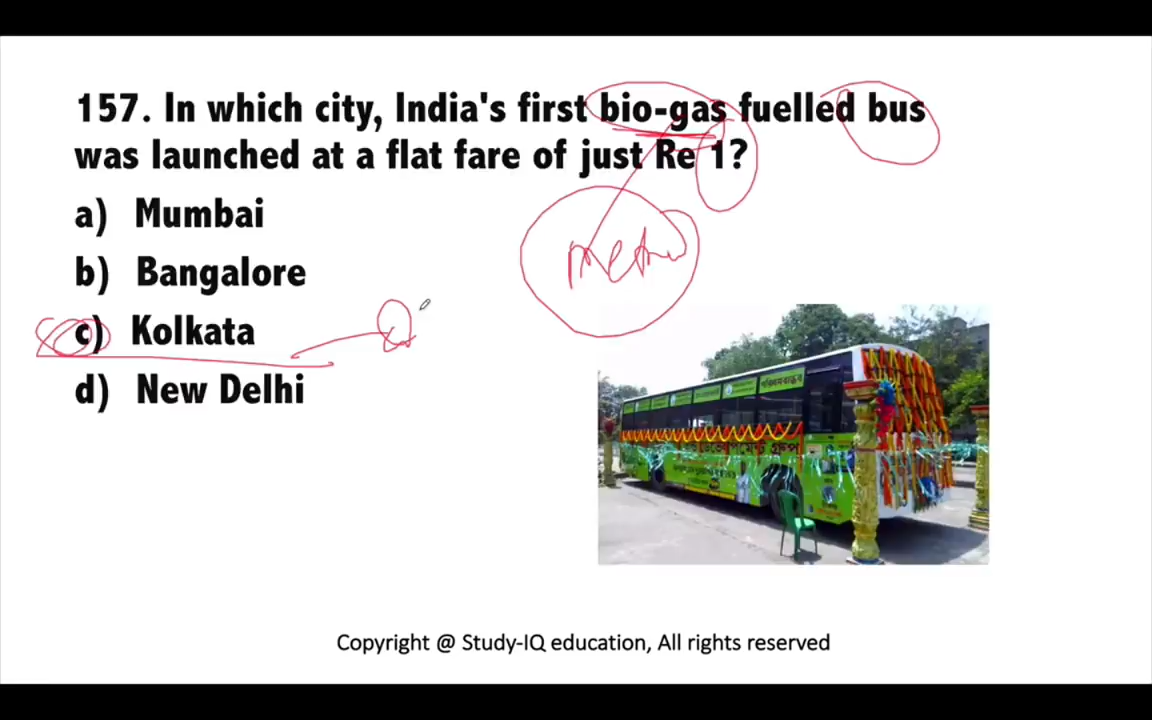 157. In which city, India's first bio-gas fuelled bus
was launched at a flat fare of just Re 1?
a) Mumbai
b) Bangalore
c) Kolkata
d) New Delhi
Copyright @ Study-IQ education, All rights reserved